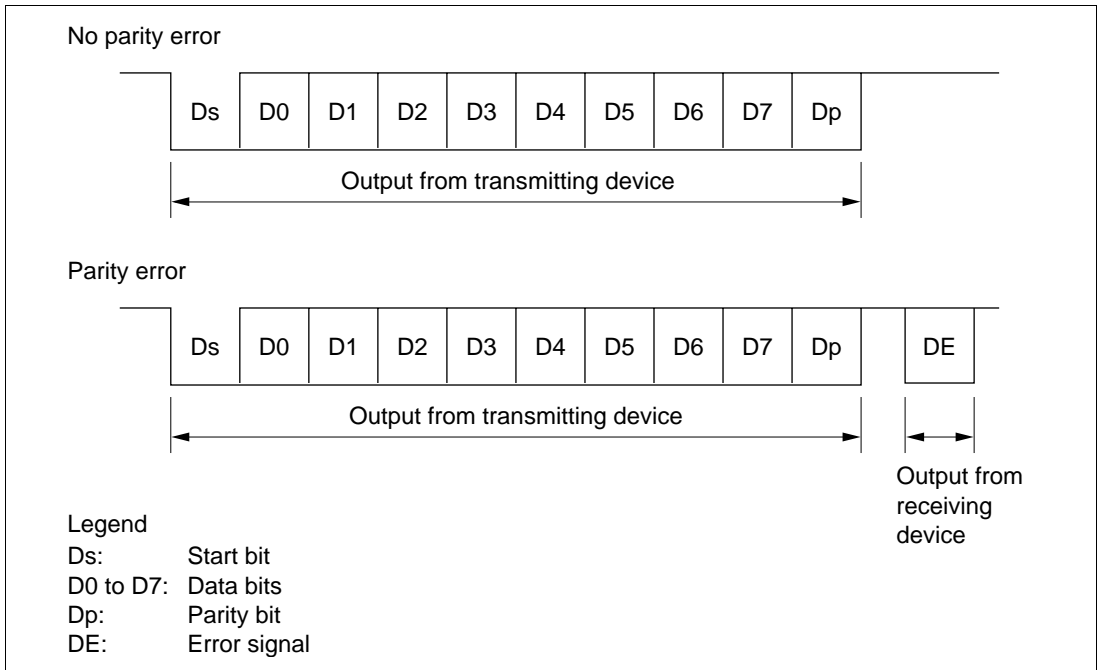 No parity error
Ds D0 D1 D2 D3 D4 D5 D6 D7 Dp
Output from transmitting device
Parity error
Ds D0 D1 D2 D3 D4 D5 D6 D7 Dp DE
Output from transmitting device
Output from
receiving
device
Legend
Ds: Start bit
D0 to D7: Data bits
Dp: Parity bit
DE: Error signal